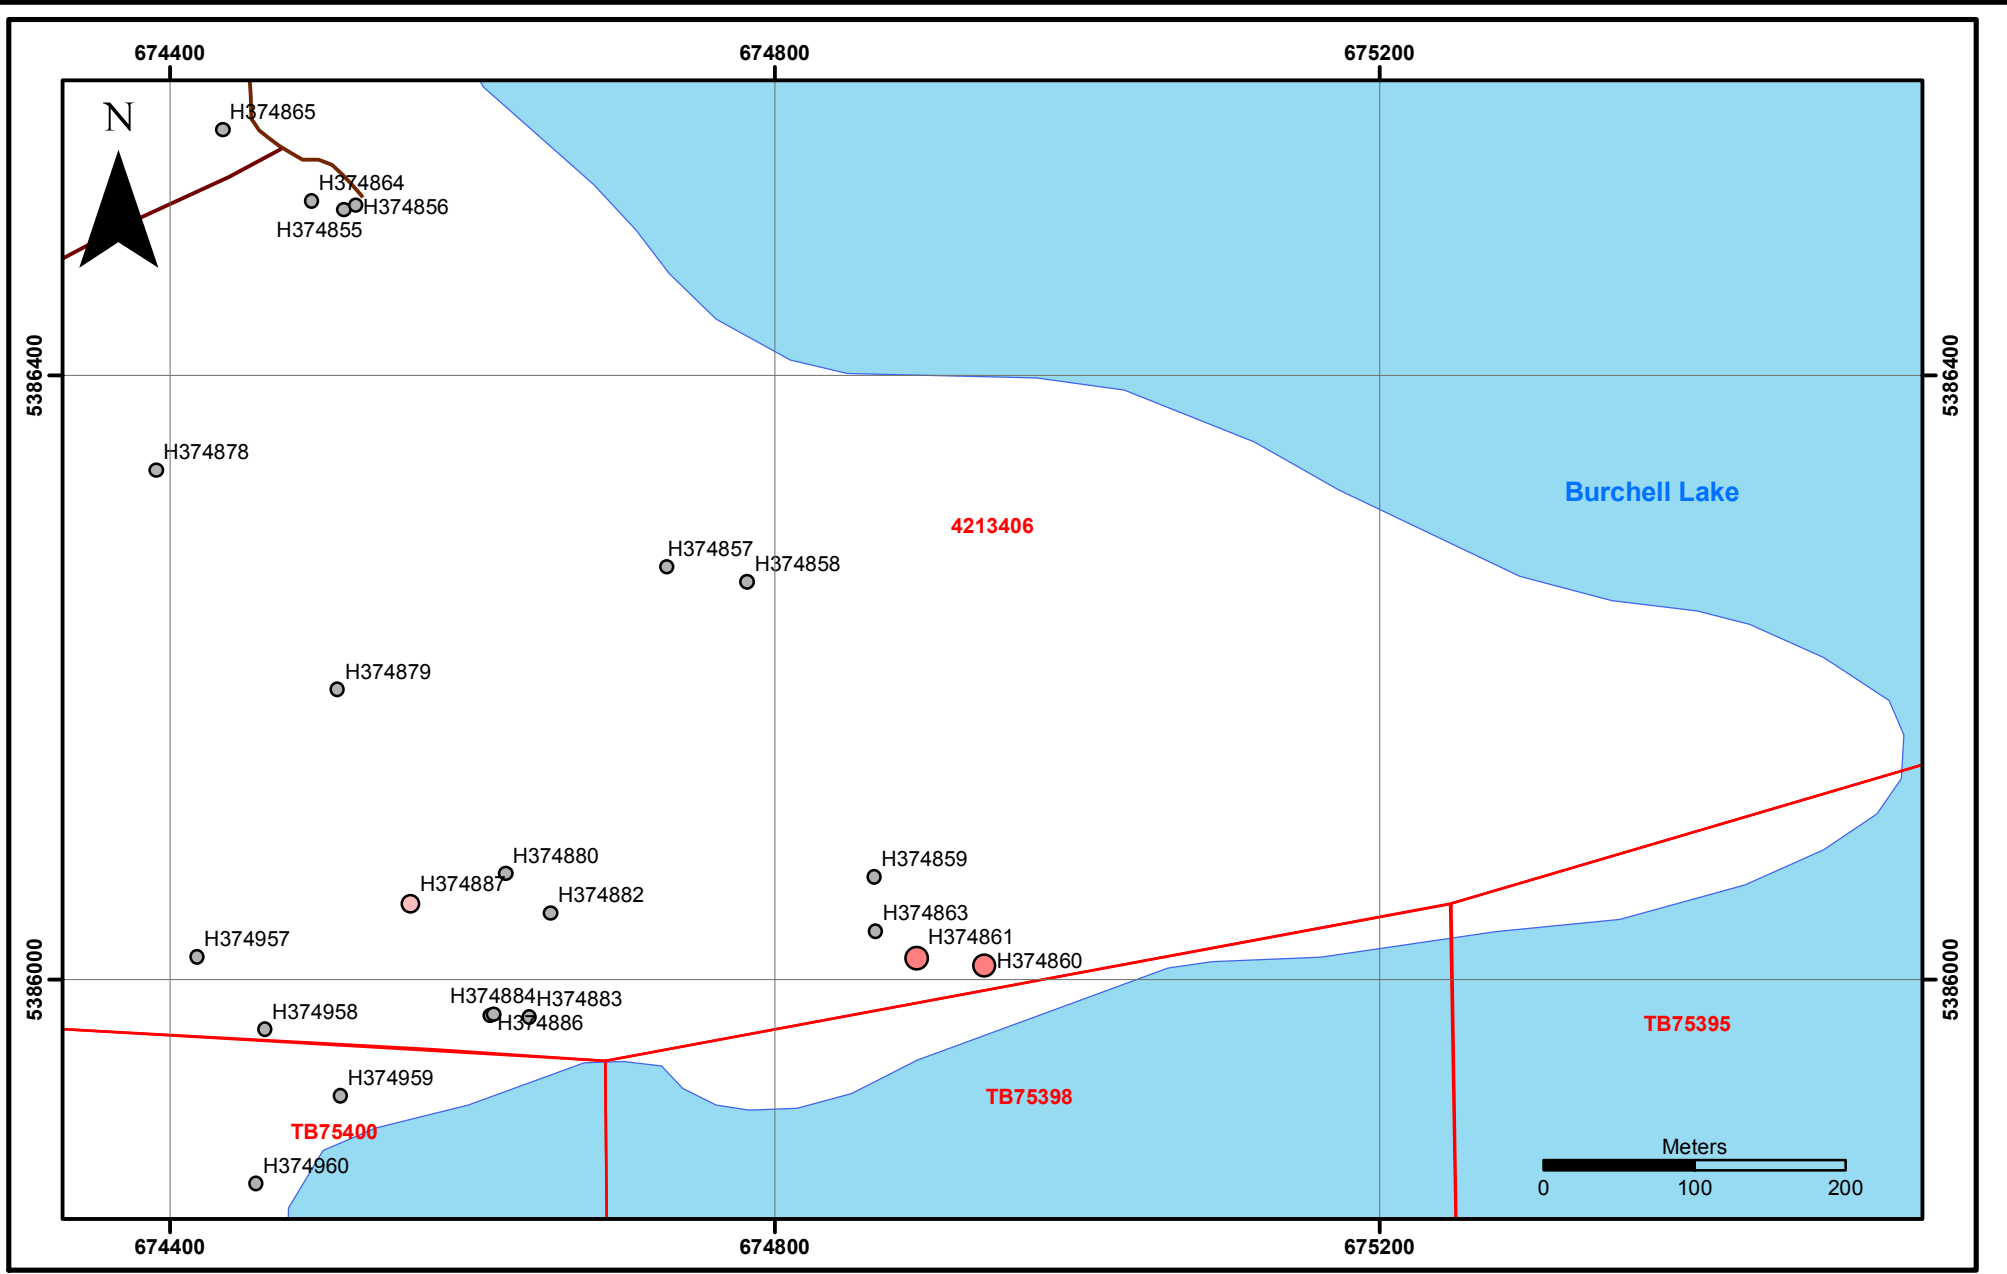 674400 674800 675200
N
H374865
H374864
H374856
H374855
5386400 5386400
H374878
Burchell Lake
4213406
H374857
H374858
H374879
H374880
H374859
H374887
H374882
H374863
H374957
H374861
H374860
5386000 5386000
H374884 H374883
H374958
H374886
TB75395
H374959
TB75398
TB75400
Meters
H374960
0 100 200
674400 674800 675200